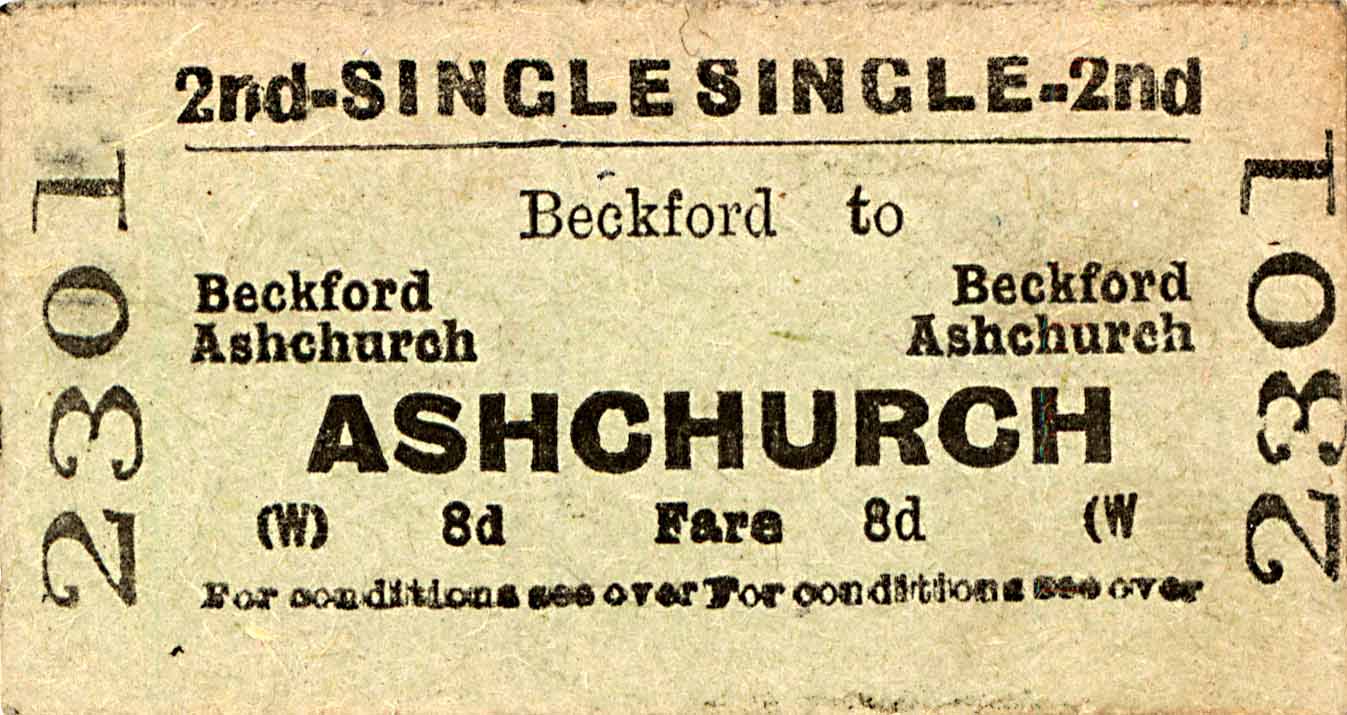 2nd-SINGLE SINGLE-2nd
Beckford to
Beckford Beckford
Ashchurch Ashchurch
ASHCHURCH
(W) 8d Fare 8d (W
For conditions see over For conditions see over
2301
2301